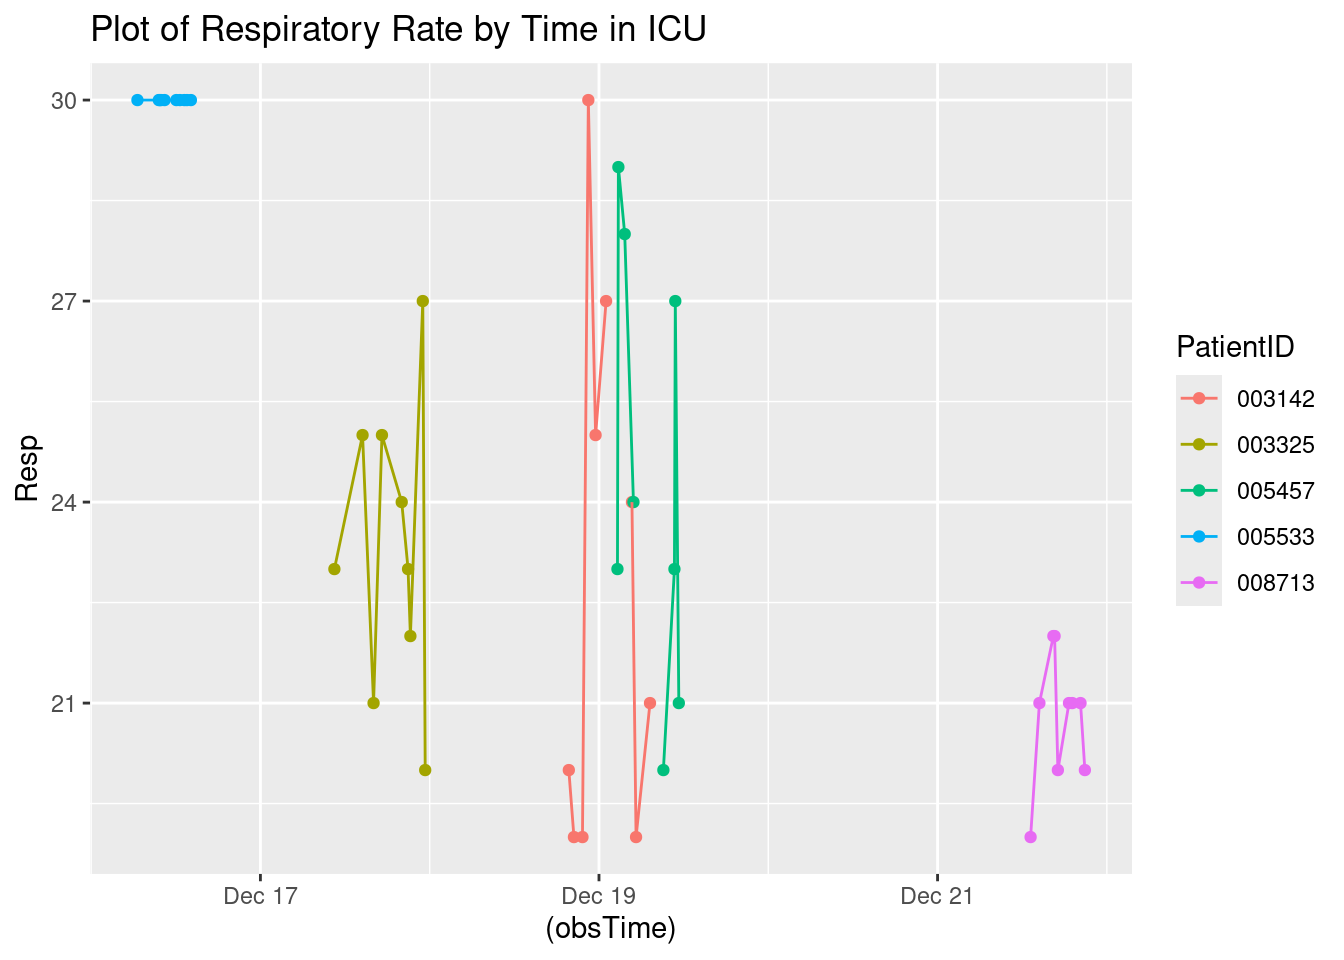 Plot of Respiratory Rate by Time in ICU
30
27
24
21
Resp
Dec 17
Dec 19
Dec 21
(obsTime)
PatientID
003142
003325
005457
005533
008713